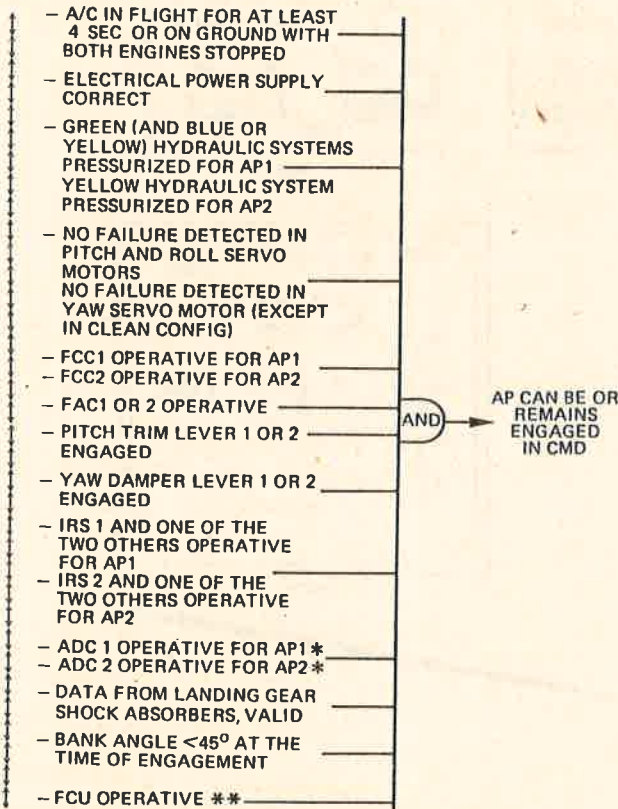 – A/C IN FLIGHT FOR AT LEAST
4 SEC OR ON GROUND WITH
BOTH ENGINES STOPPED
– ELECTRICAL POWER SUPPLY
CORRECT
– GREEN (AND BLUE OR
YELLOW) HYDRAULIC SYSTEMS
PRESSURIZED FOR AP1
YELLOW HYDRAULIC SYSTEM
PRESSURIZED FOR AP2
– NO FAILURE DETECTED IN
PITCH AND ROLL SERVO
MOTORS
NO FAILURE DETECTED IN
YAW SERVO MOTOR (EXCEPT
IN CLEAN CONFIG)
– FCC1 OPERATIVE FOR AP1
– FCC2 OPERATIVE FOR AP2
– FAC1 OR 2 OPERATIVE
– PITCH TRIM LEVER 1 OR 2
ENGAGED
– YAW DAMPER LEVER 1 OR 2
ENGAGED
– IRS 1 AND ONE OF THE
TWO OTHERS OPERATIVE
FOR AP1
– IRS 2 AND ONE OF THE
TWO OTHERS OPERATIVE
FOR AP2
– ADC 1 OPERATIVE FOR AP1 *
– ADC 2 OPERATIVE FOR AP2 *
– DATA FROM LANDING GEAR
SHOCK ABSORBERS, VALID
– BANK ANGLE <45° AT THE
TIME OF ENGAGEMENT
– FCU OPERATIVE **
AND
AP CAN BE OR
REMAINS
ENGAGED
IN CMD